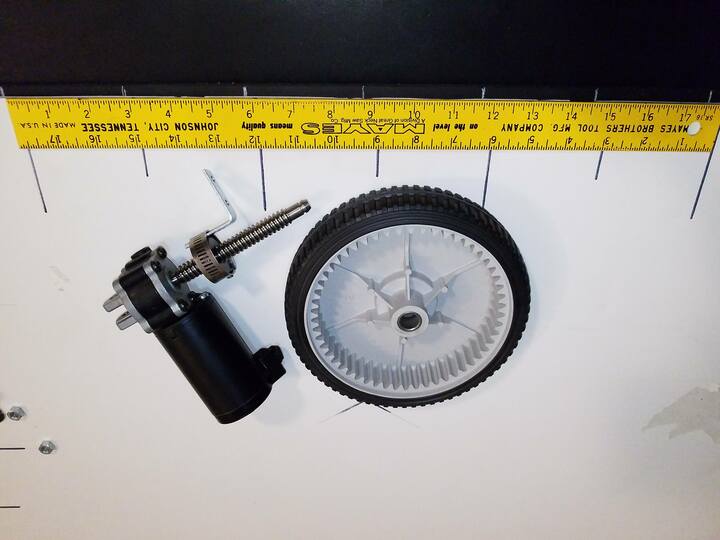 1 2 3 4 5 6 7 8 9 10 11 12 13 14 15 16 17
MAYES BROTHERS TOOL MFG. COMPANY on the level MAYES means quality JOHNSON CITY, TENNESSEE MADE IN U.S.A.
A Division of Great Neck Saw Mfg. Co.
SR-18 17 16 15 14 13 12 11 10 9 8 7 6 5 4 3 2 1